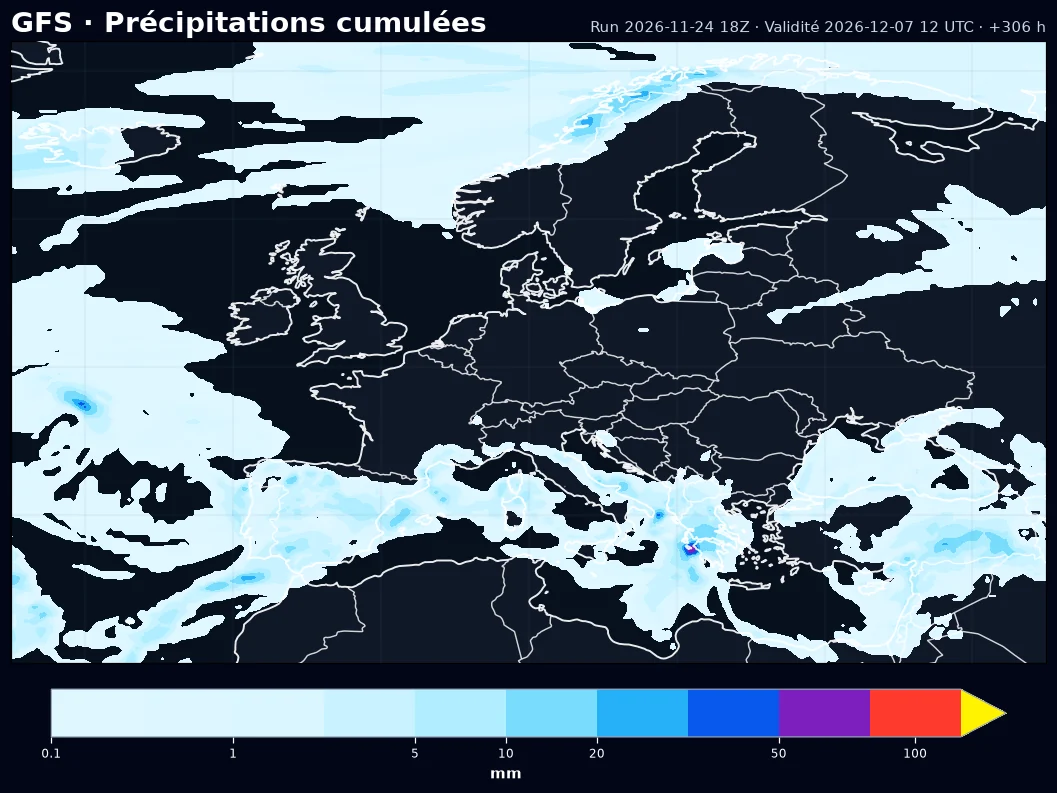 GFS · Précipitations cumulées
Run 2026-11-24 18Z · Validité 2026-12-07 12 UTC · +306 h
0.1 1 5 10 20 50 100
mm